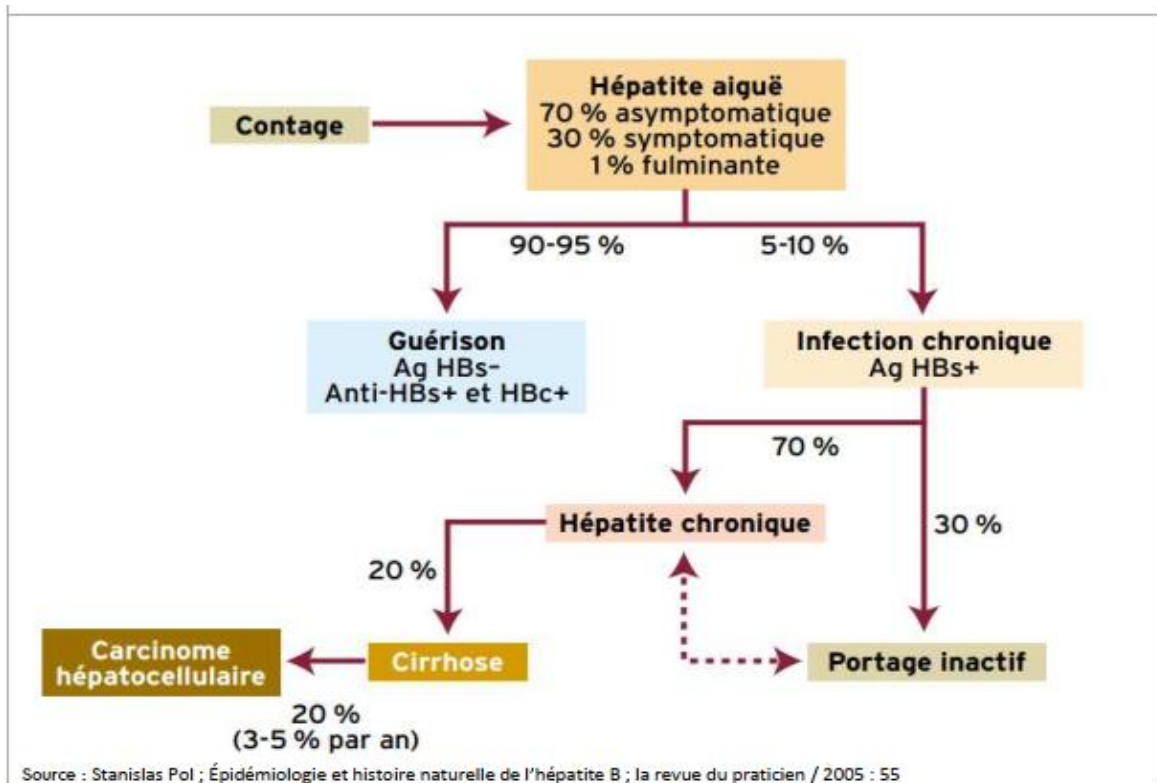 Hépatite aiguë
70 % asymptomatique
30 % symptomatique
1 % fulminante
Contage
90-95 %
5-10 %
Guérison
Ag HBs-
Anti-HBs+ et HBc+
Infection chronique
Ag HBs+
70 %
30 %
Hépatite chronique
20 %
Carcinome
hépatocellulaire
Cirrhose
Portage inactif
20 %
(3-5 % par an)
Source : Stanislas Pol ; Épidémiologie et histoire naturelle de l'hépatite B ; la revue du praticien / 2005 : 55